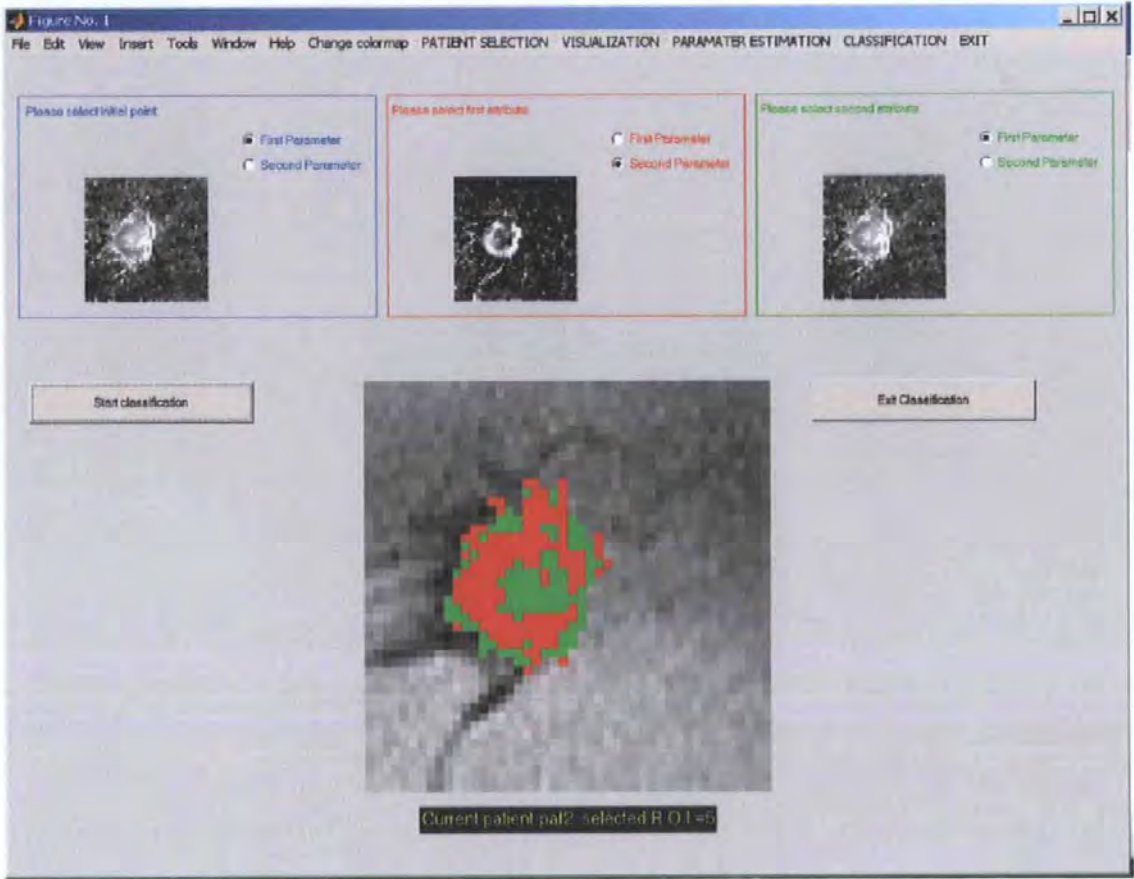 Figure No. 1
File Edit View Insert Tools Window Help Change colormap PATIENT SELECTION VISUALIZATION PARAMATER ESTIMATION CLASSIFICATION EXIT
Please select initial point
First Parameter
Second Parameter
Please select first attribute
First Parameter
Second Parameter
Please select second attribute
First Parameter
Second Parameter
Start classification
Exit Classification
Current patient pat2 selected R.O.I.=5